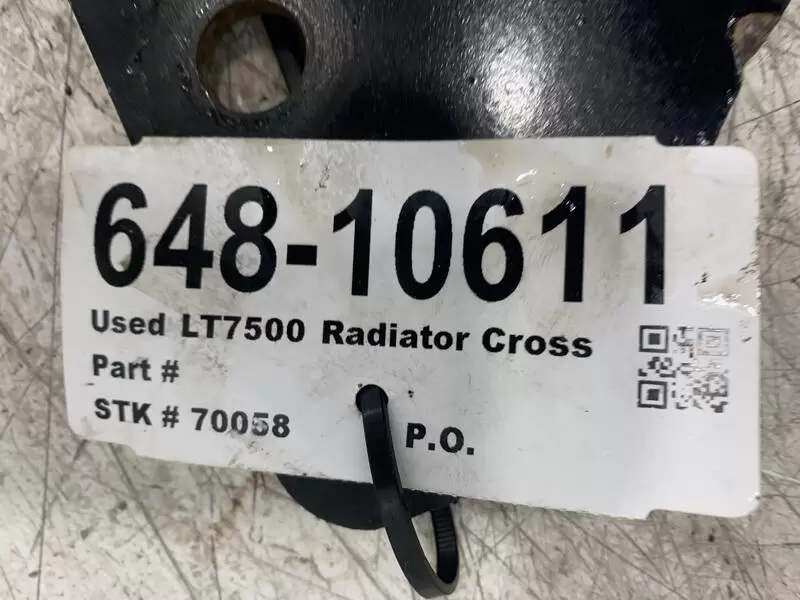 648-10611
Used LT7500 Radiator Cross
Part #
STK # 70058
P.O.